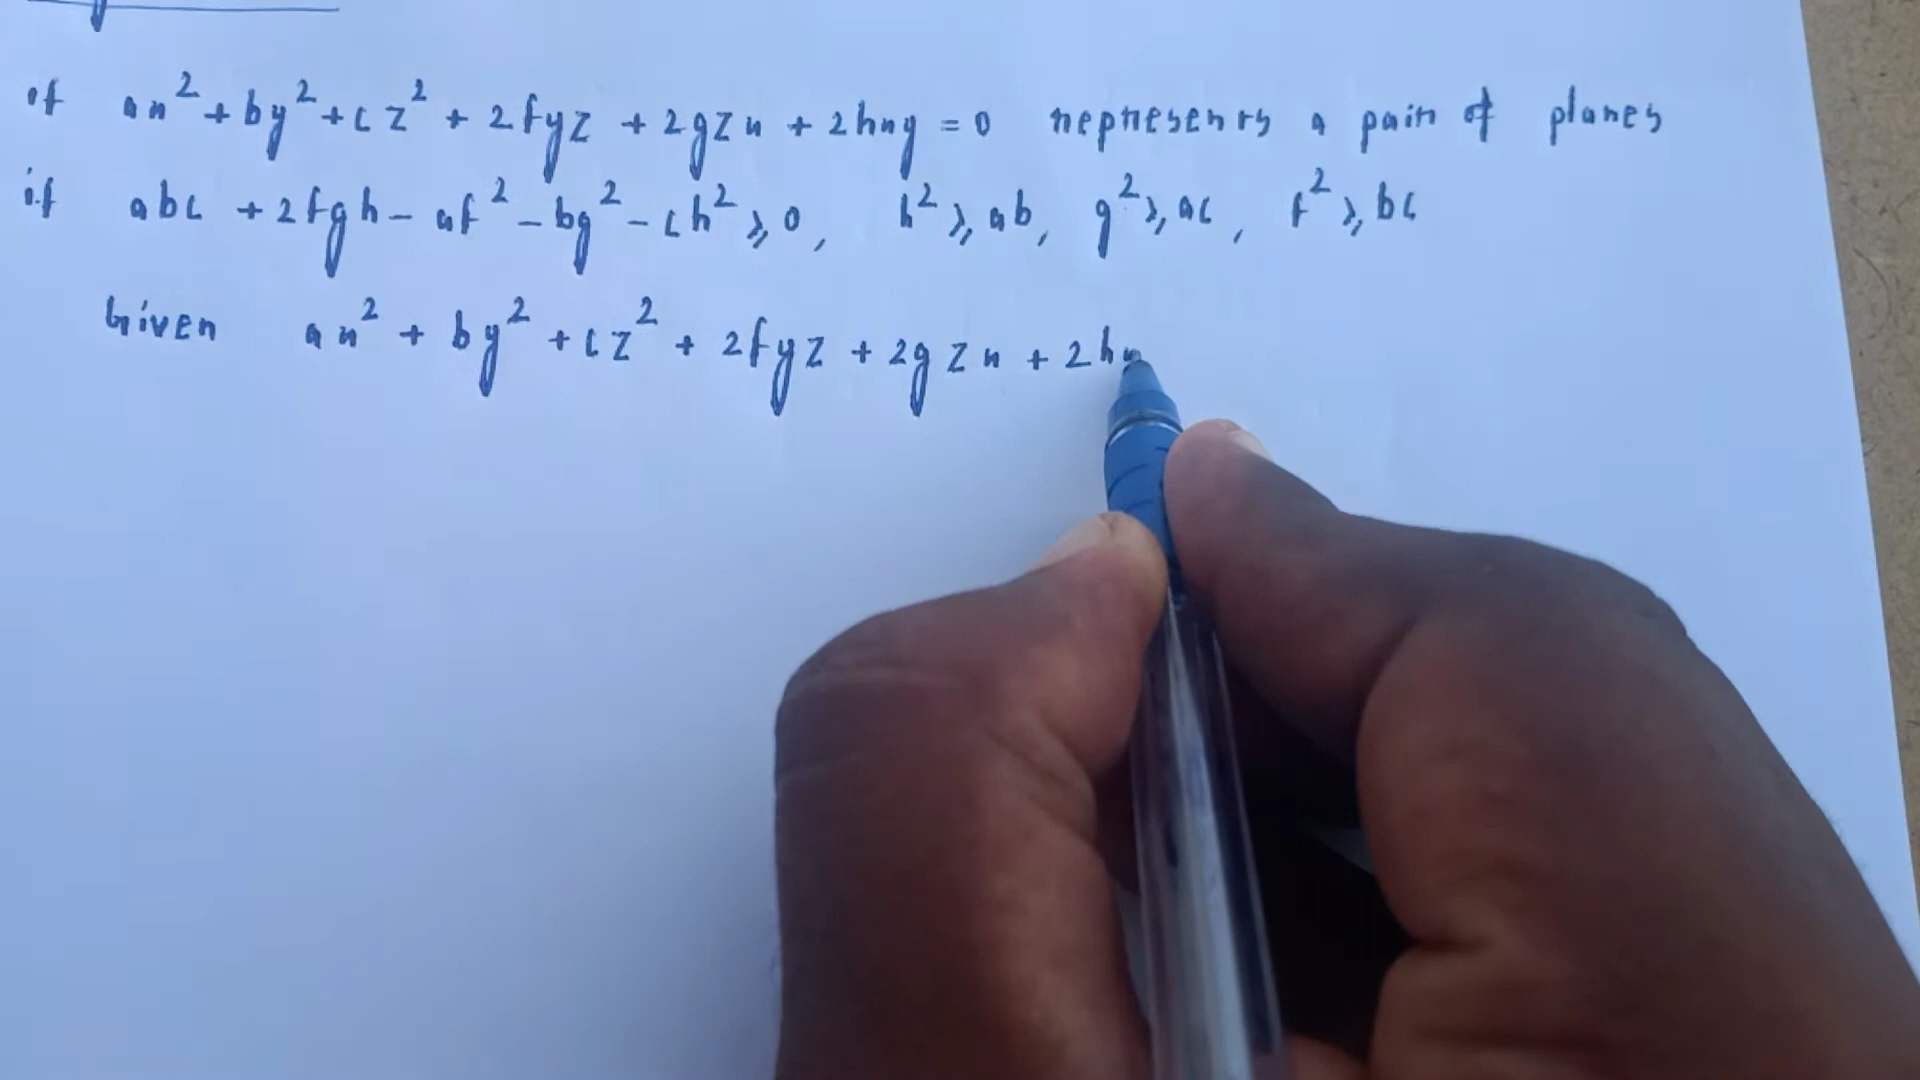 if ax² + by² + cz² + 2fyz + 2gzx + 2hxy = 0 represents a pair of planes
if abc + 2fgh - af² - bg² - ch² ≥ 0, h² ≥ ab, g² ≥ ac, f² ≥ bc
Given ax² + by² + cz² + 2fyz + 2gzx + 2hx